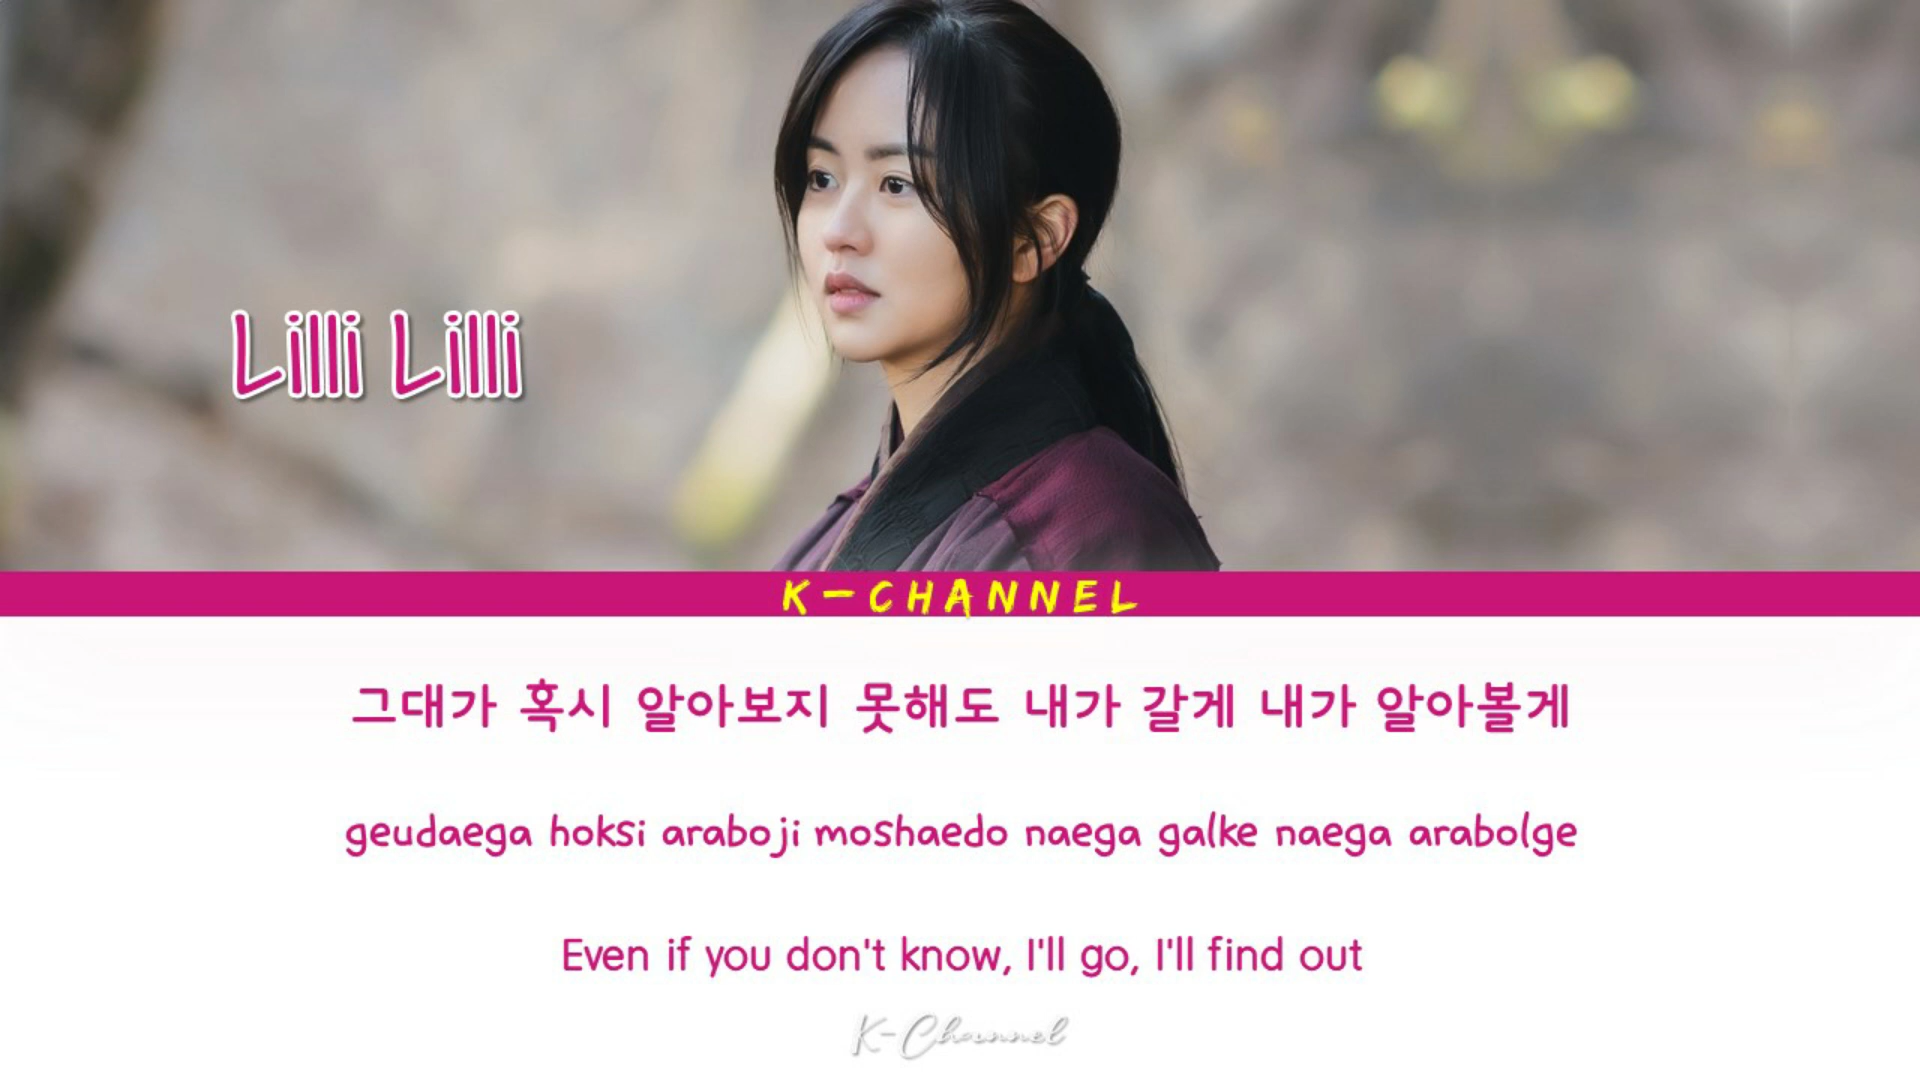 Lilli Lilli
K-CHANNEL
그대가 혹시 알아보지 못해도 내가 갈게 내가 알아볼게
geudaega hoksi araboji moshaedo naega galke naega arabolge
Even if you don't know, I'll go, I'll find out
K-Channel